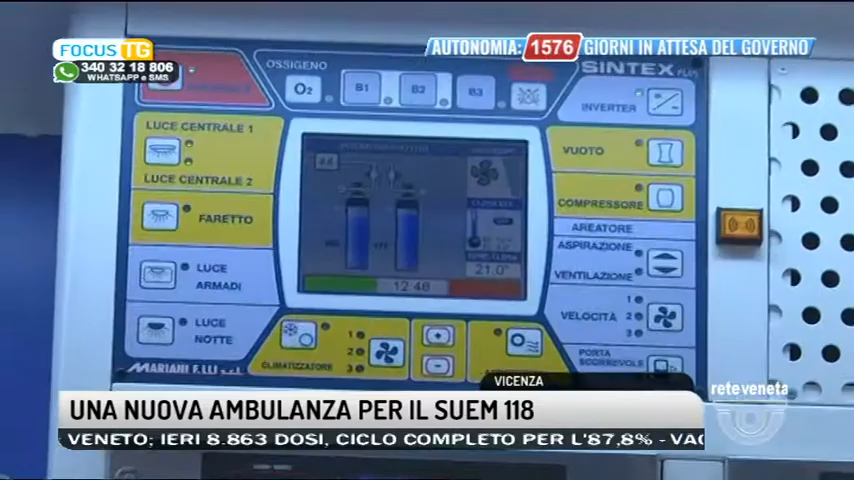 FOCUS TG
340 32 18 806
WHATSAPP e SMS
AUTONOMIA: 1576 GIORNI IN ATTESA DEL GOVERNO
OSSIGENO
O2
B1
B2
B3
SINTEX PLUS
INVERTER
LUCE CENTRALE 1
LUCE CENTRALE 2
FARETTO
LUCE
ARMADI
LUCE
NOTTE
VUOTO
COMPRESSORE
AREATORE
ASPIRAZIONE
VENTILAZIONE
VELOCITÀ
1
2
3
PORTA
SCORREVOLE
21.0°
12:46
CLIMATIZZATORE
1
2
3
+
-
MARIANI F.LLI s.r.l.
VICENZA
UNA NUOVA AMBULANZA PER IL SUEM 118
VENETO; IERI 8.863 DOSI, CICLO COMPLETO PER L'87,8% - VAC
reteveneta